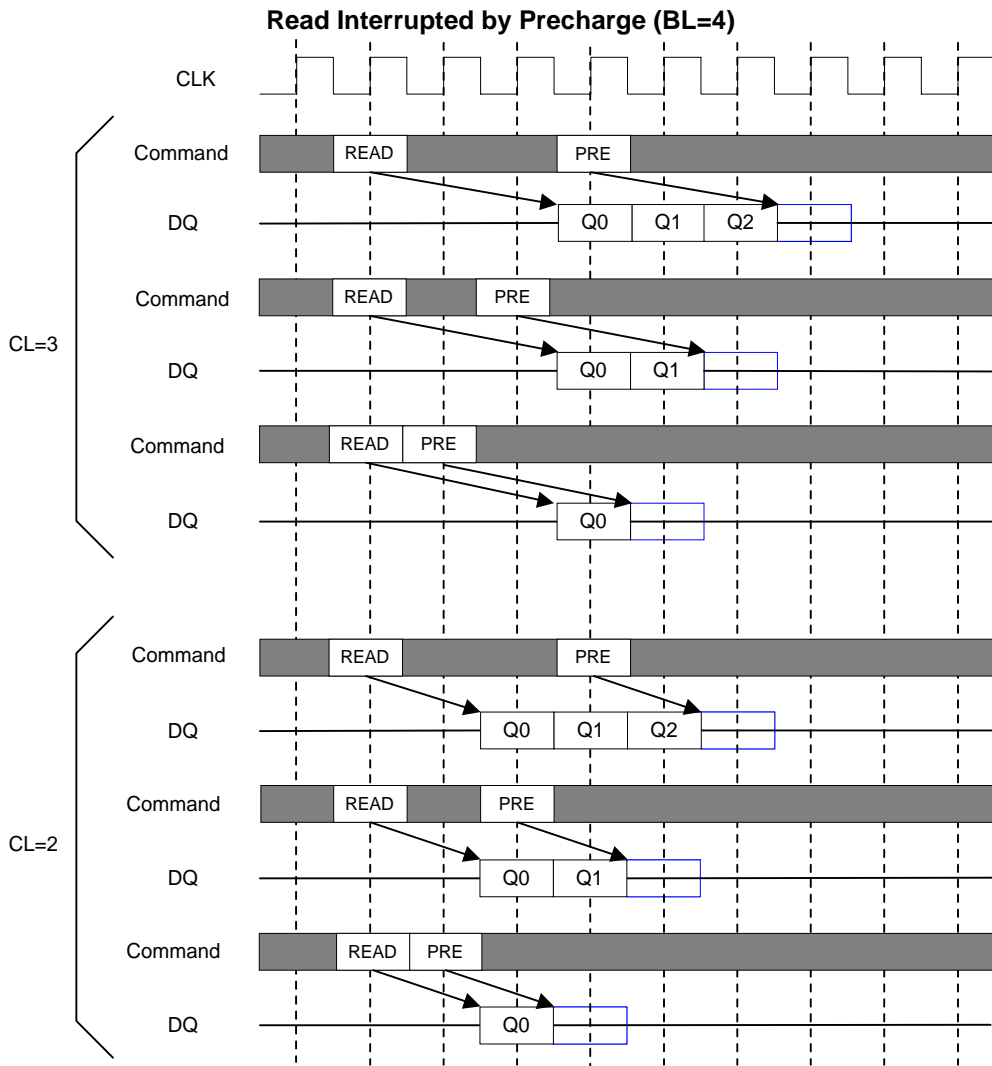 Read Interrupted by Precharge (BL=4)
CLK
Command READ PRE
DQ Q0 Q1 Q2
Command READ PRE
CL=3
DQ Q0 Q1
Command READ PRE
DQ Q0
Command READ PRE
DQ Q0 Q1 Q2
Command READ PRE
CL=2
DQ Q0 Q1
Command READ PRE
DQ Q0